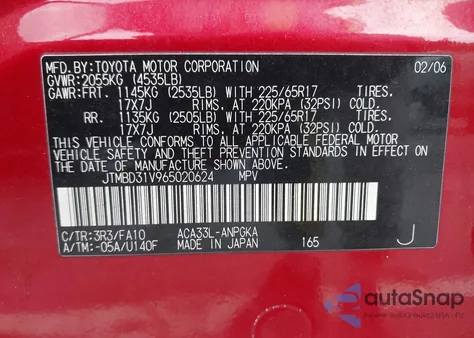 MFD.BY:TOYOTA MOTOR CORPORATION 02/06
GVWR:2055KG (4535LB)
GAWR:FRT. 1145KG (2535LB) WITH 225/65R17 TIRES.
17X7J RIMS. AT 220KPA (32PSI) COLD.
RR. 1135KG (2505LB) WITH 225/65R17 TIRES.
17X7J RIMS. AT 220KPA (32PSI) COLD.
THIS VEHICLE CONFORMS TO ALL APPLICABLE FEDERAL MOTOR
VEHICLE SAFETY AND THEFT PREVENTION STANDARDS IN EFFECT ON
THE DATE OF MANUFACTURE SHOWN ABOVE.
JTMBD31V965020624 MPV
C/TR:3R3/FA10 ACA33L-ANPGKA
A/TM:-05A/U140F MADE IN JAPAN 165 J
autoSnap